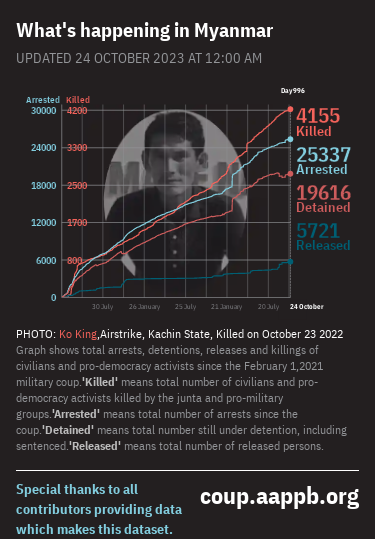 What's happening in Myanmar
UPDATED 24 OCTOBER 2023 AT 12:00 AM
Day996
Arrested Killed
30000 4200
24000 3300
18000 2500
12000 1700
6000 800
0
4155
Killed
25337
Arrested
19616
Detained
5721
Released
30 July 26 January 25 July 21 January 20 July 24 October
PHOTO: Ko King,Airstrike, Kachin State, Killed on October 23 2022
Graph shows total arrests, detentions, releases and killings of
civilians and pro-democracy activists since the February 1,2021
military coup.'Killed' means total number of civilians and pro-
democracy activists killed by the junta and pro-military
groups.'Arrested' means total number of arrests since the
coup.'Detained' means total number still under detention, including
sentenced.'Released' means total number of released persons.
Special thanks to all
contributors providing data
which makes this dataset.
coup.aappb.org